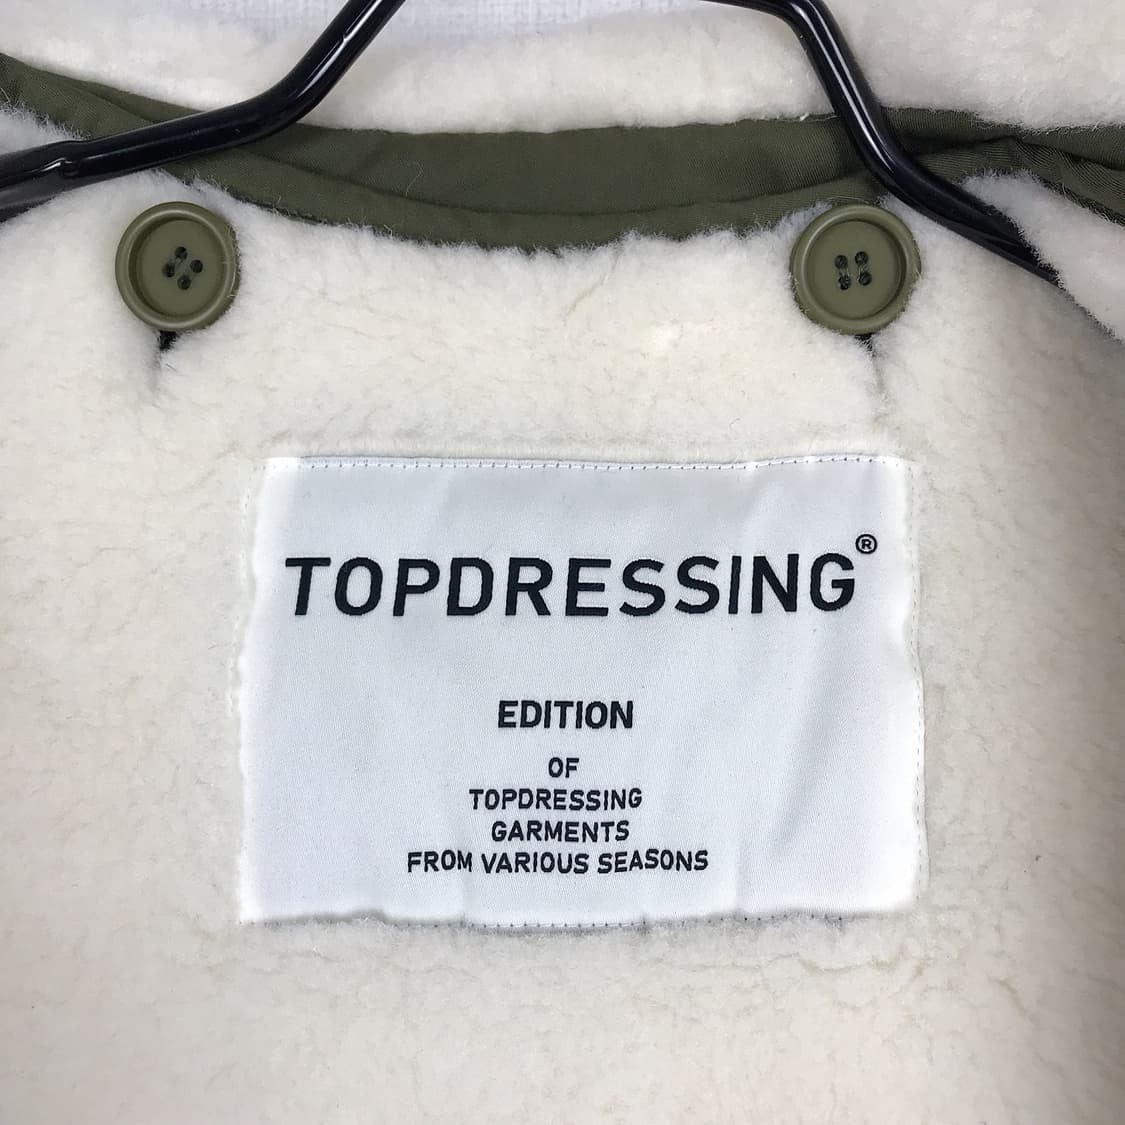 TOPDRESSING®
EDITION
OF
TOPDRESSING
GARMENTS
FROM VARIOUS SEASONS